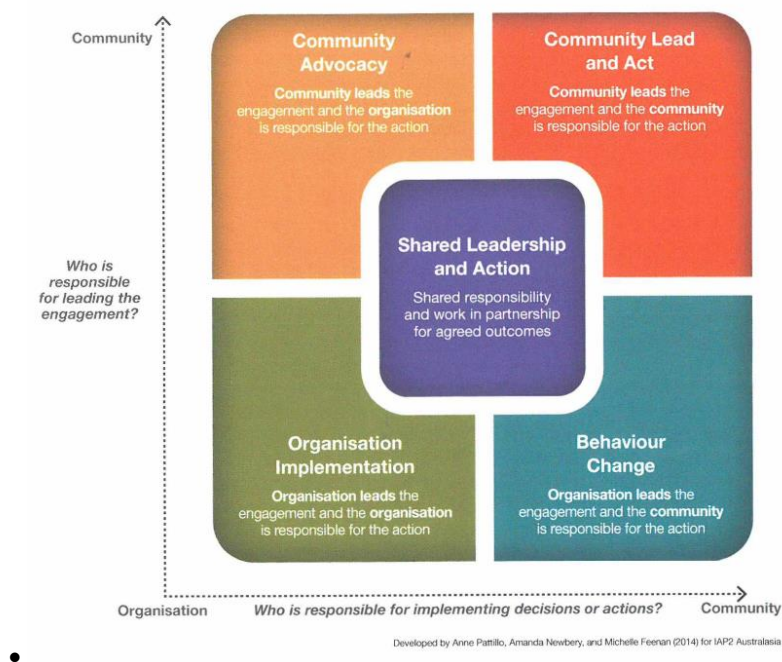 Community
Community
Advocacy
Community leads the
engagement and the organisation
is responsible for the action
Community Lead
and Act
Community leads the
engagement and the community
is responsible for the action
Who is
responsible
for leading the
engagement?
Shared Leadership
and Action
Shared responsibility
and work in partnership
for agreed outcomes
Organisation
Implementation
Organisation leads the
engagement and the organisation
is responsible for the action
Behaviour
Change
Organisation leads the
engagement and the community
is responsible for the action
Organisation
Who is responsible for implementing decisions or actions?
Community
Developed by Anne Pattillo, Amanda Newbery, and Michelle Feenan (2014) for IAP2 Australasia